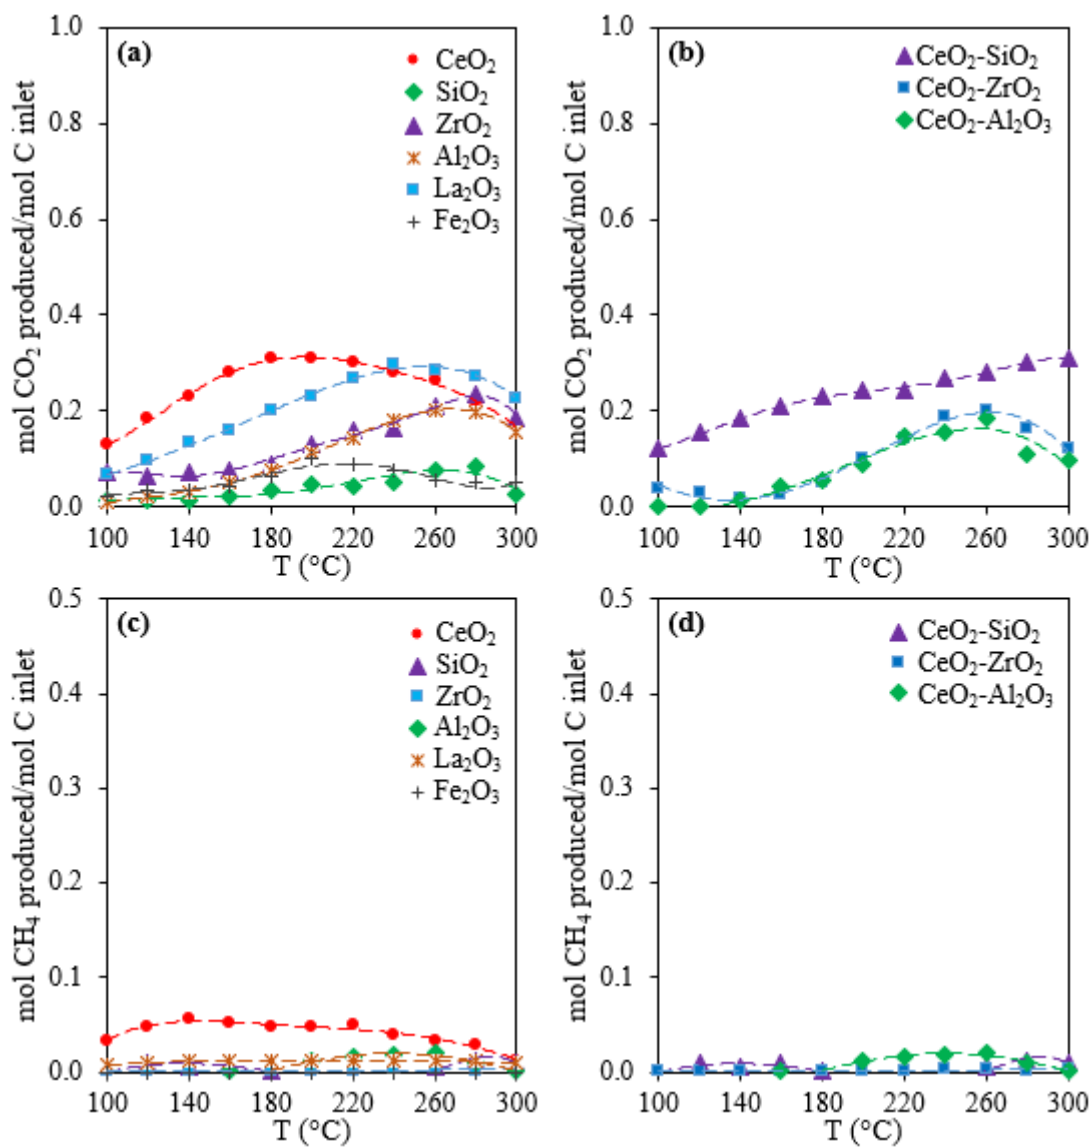 (a)
CeO₂
SiO₂
ZrO₂
Al₂O₃
La₂O₃
Fe₂O₃
mol CO₂ produced/mol C inlet
1.0
0.8
0.6
0.4
0.2
0.0
100 140 180 220 260 300
T (°C)
(b)
CeO₂-SiO₂
CeO₂-ZrO₂
CeO₂-Al₂O₃
mol CO₂ produced/mol C inlet
1.0
0.8
0.6
0.4
0.2
0.0
100 140 180 220 260 300
T (°C)
(c)
CeO₂
SiO₂
ZrO₂
Al₂O₃
La₂O₃
Fe₂O₃
mol CH₄ produced/mol C inlet
0.5
0.4
0.3
0.2
0.1
0.0
100 140 180 220 260 300
T (°C)
(d)
CeO₂-SiO₂
CeO₂-ZrO₂
CeO₂-Al₂O₃
mol CH₄ produced/mol C inlet
0.5
0.4
0.3
0.2
0.1
0.0
100 140 180 220 260 300
T (°C)